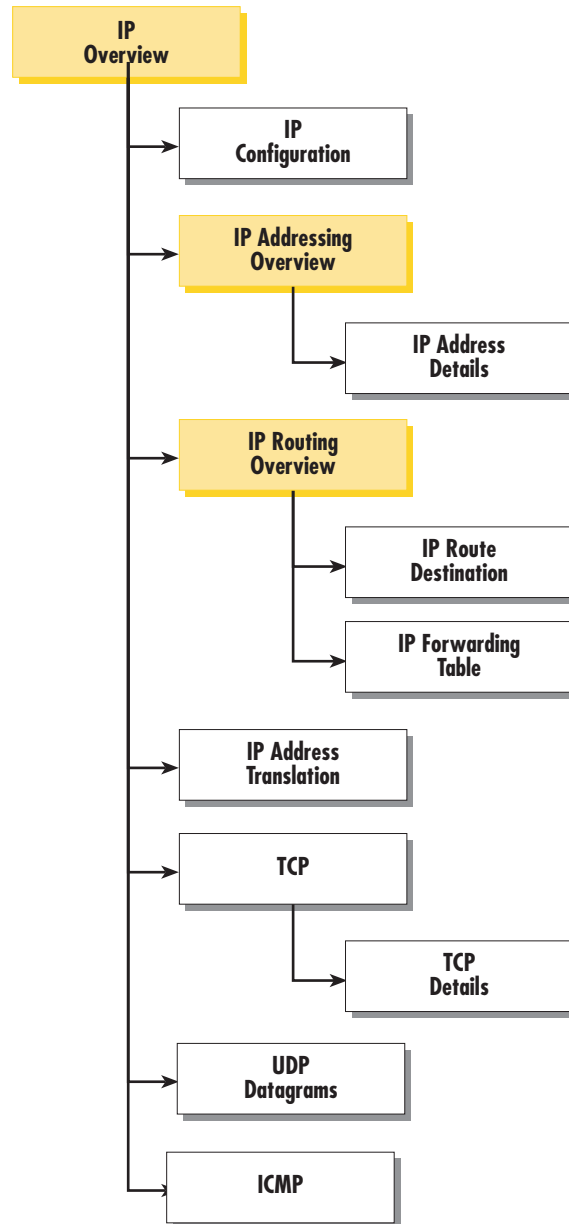 IP
Overview
IP
Configuration
IP Addressing
Overview
IP Address
Details
IP Routing
Overview
IP Route
Destination
IP Forwarding
Table
IP Address
Translation
TCP
TCP
Details
UDP
Datagrams
ICMP